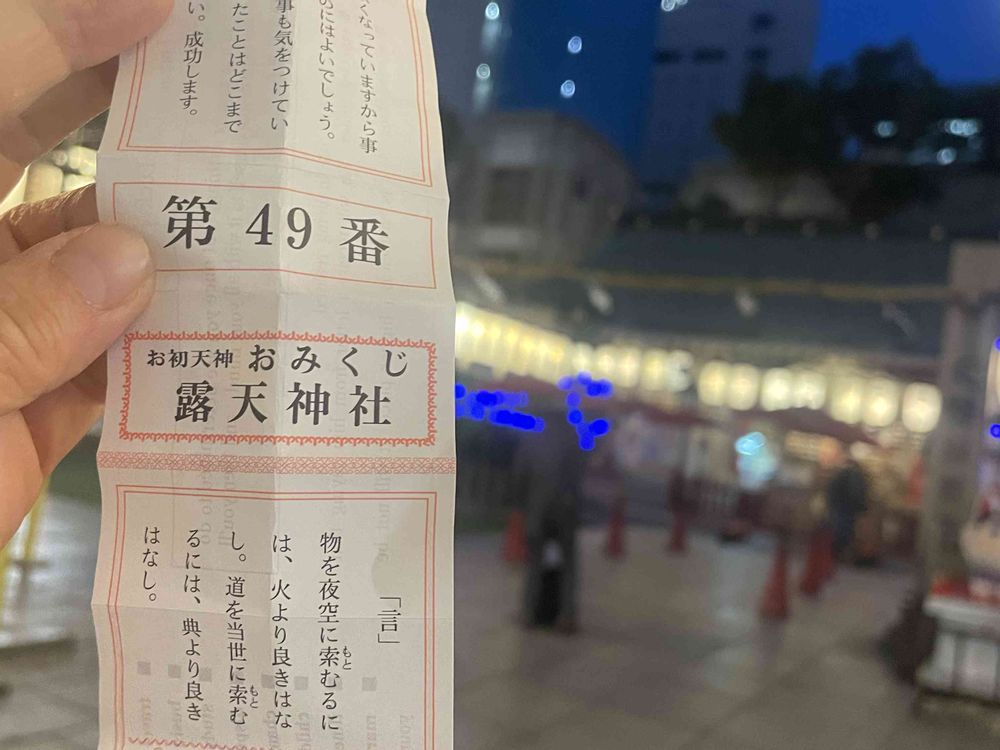 くなっていますから事
のにはよいでしょう。
事も気をつけてい
たことはどこまで
い。成功します。
第49番
お初天神 おみくじ
露天神社
「言」
物を夜空に索むるに
もと
は、火より良きはな
し。道を当世に索む
もと
るには、典より良き
はなし。